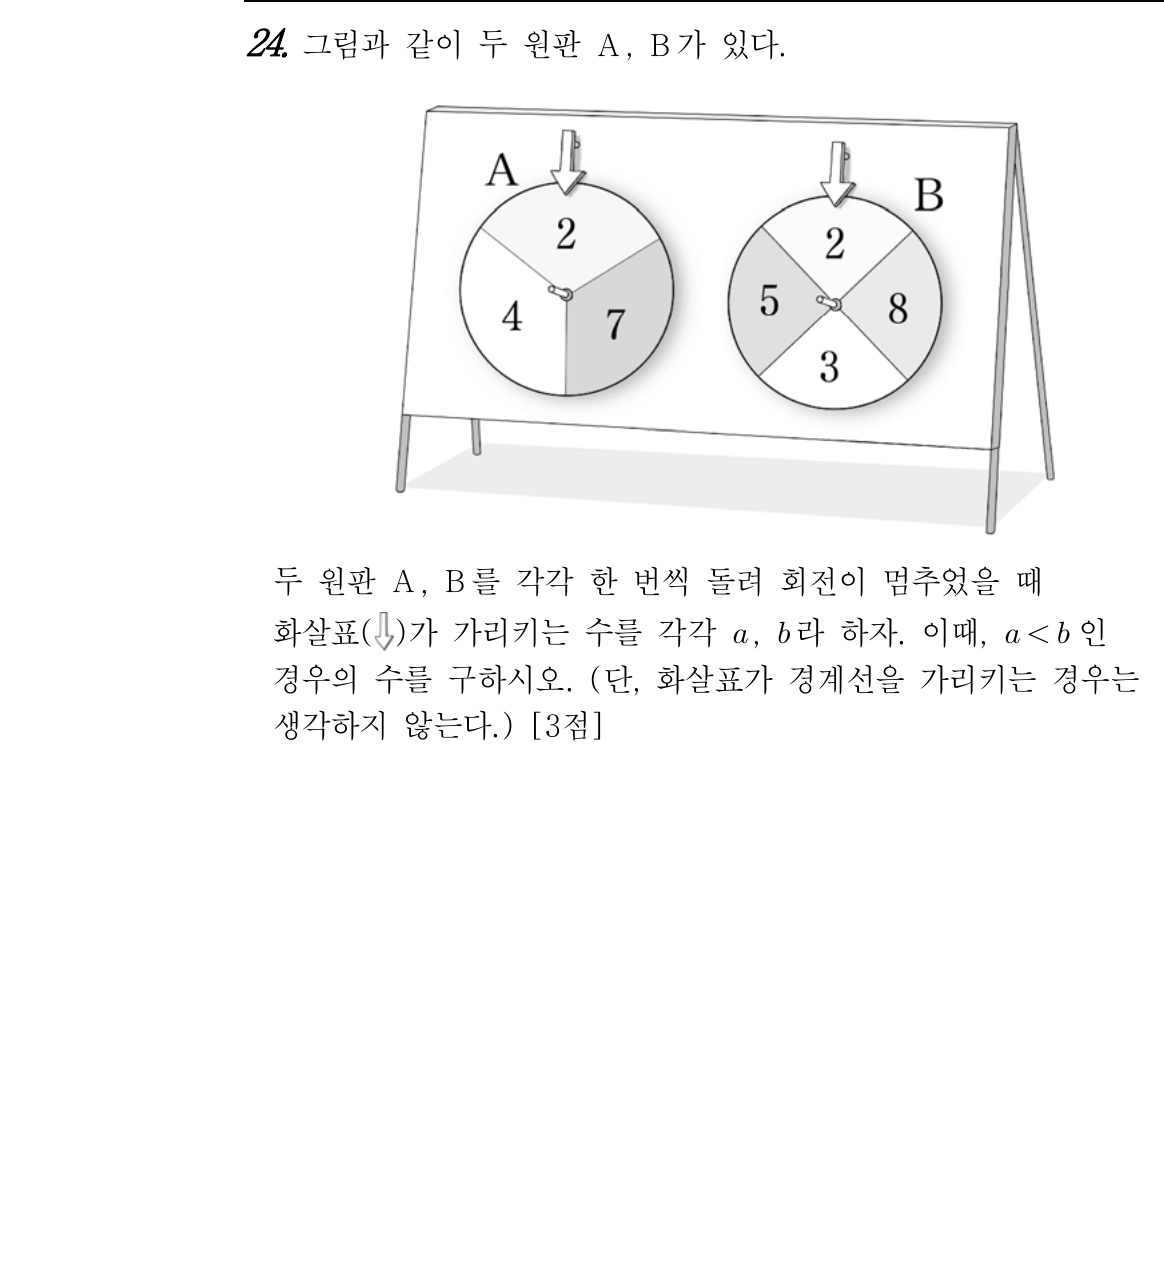 24. 그림과 같이 두 원판 A, B가 있다.
A
B
2
4
7
2
5
8
3
두 원판 A, B를 각각 한 번씩 돌려 회전이 멈추었을 때
화살표(⇩)가 가리키는 수를 각각 a, b라 하자. 이때, a<b인
경우의 수를 구하시오. (단, 화살표가 경계선을 가리키는 경우는
생각하지 않는다.) [3점]